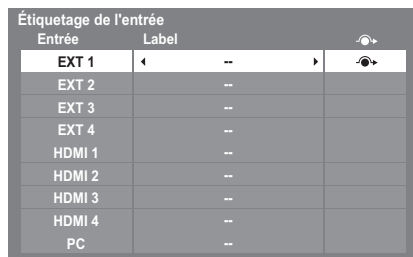 Étiquetage de l'entrée
Entrée Label
EXT 1 --
EXT 2 --
EXT 3 --
EXT 4 --
HDMI 1 --
HDMI 2 --
HDMI 3 --
HDMI 4 --
PC --